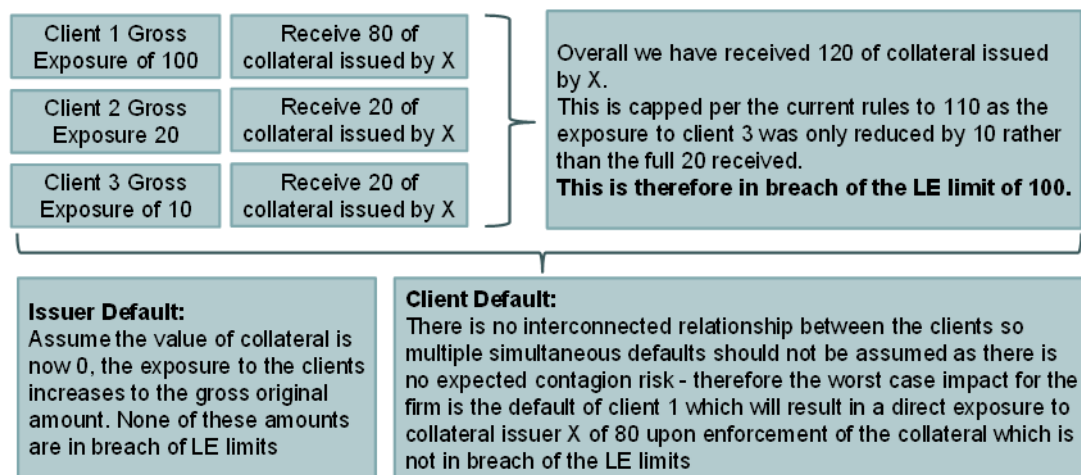 Client 1 Gross
Exposure of 100
Receive 80 of
collateral issued by X
Client 2 Gross
Exposure 20
Receive 20 of
collateral issued by X
Client 3 Gross
Exposure of 10
Receive 20 of
collateral issued by X
Overall we have received 120 of collateral issued
by X.
This is capped per the current rules to 110 as the
exposure to client 3 was only reduced by 10 rather
than the full 20 received.
This is therefore in breach of the LE limit of 100.
Issuer Default:
Assume the value of collateral is
now 0, the exposure to the clients
increases to the gross original
amount. None of these amounts
are in breach of LE limits
Client Default:
There is no interconnected relationship between the clients so
multiple simultaneous defaults should not be assumed as there is
no expected contagion risk - therefore the worst case impact for the
firm is the default of client 1 which will result in a direct exposure to
collateral issuer X of 80 upon enforcement of the collateral which is
not in breach of the LE limits